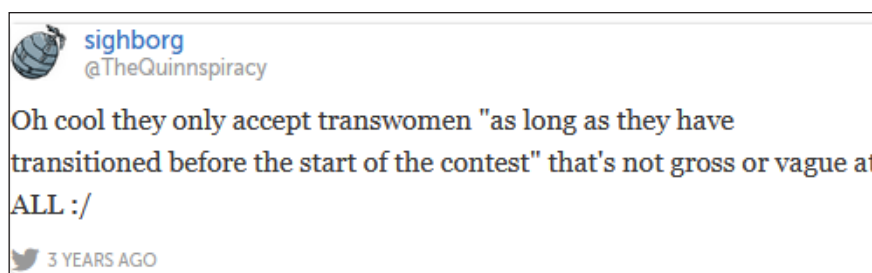 sighborg
@TheQuinnspiracy
Oh cool they only accept transwomen "as long as they have
transitioned before the start of the contest" that's not gross or vague at
ALL :/
3 YEARS AGO